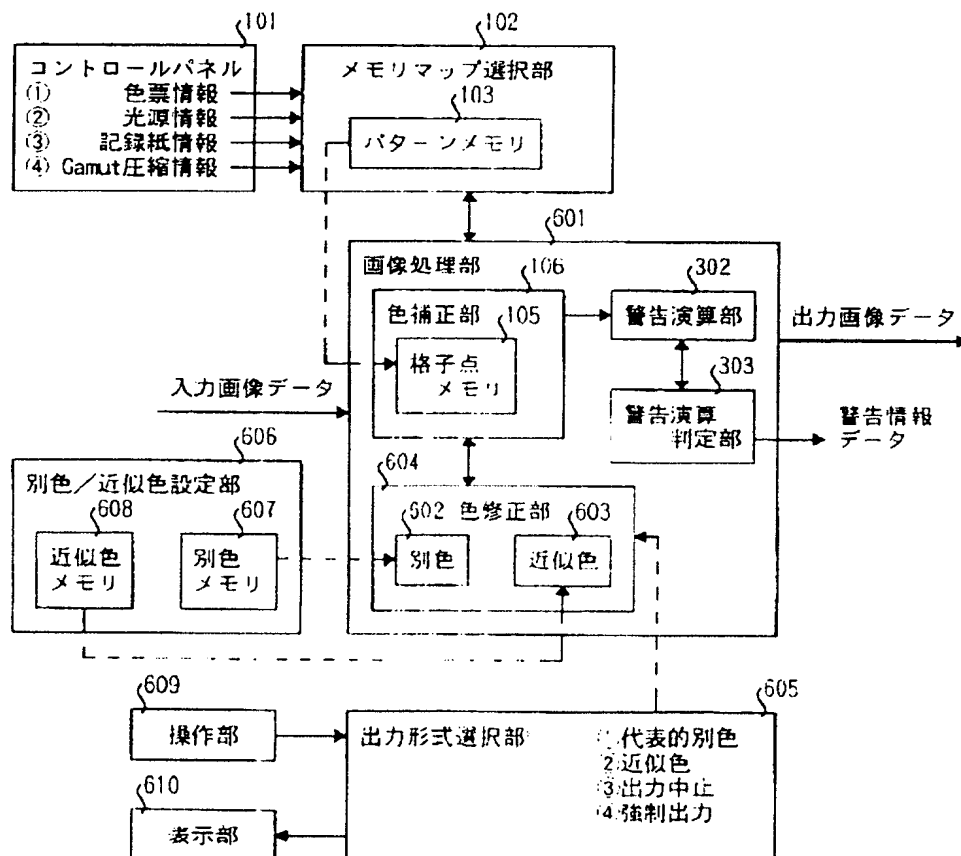 101
コントロールパネル
① 色票情報
② 光源情報
③ 記録紙情報
④ Gamut圧縮情報
102
メモリマップ選択部
103
パターンメモリ
601
画像処理部
106
色補正部
105
格子点
メモリ
302
警告演算部
303
警告演算
判定部
出力画像データ
警告情報
データ
入力画像データ
606
別色/近似色設定部
608
近似色
メモリ
607
別色
メモリ
604
602
色修正部
603
別色
近似色
609
操作部
605
出力形式選択部
①代表的別色
②近似色
③出力中止
④強制出力
610
表示部